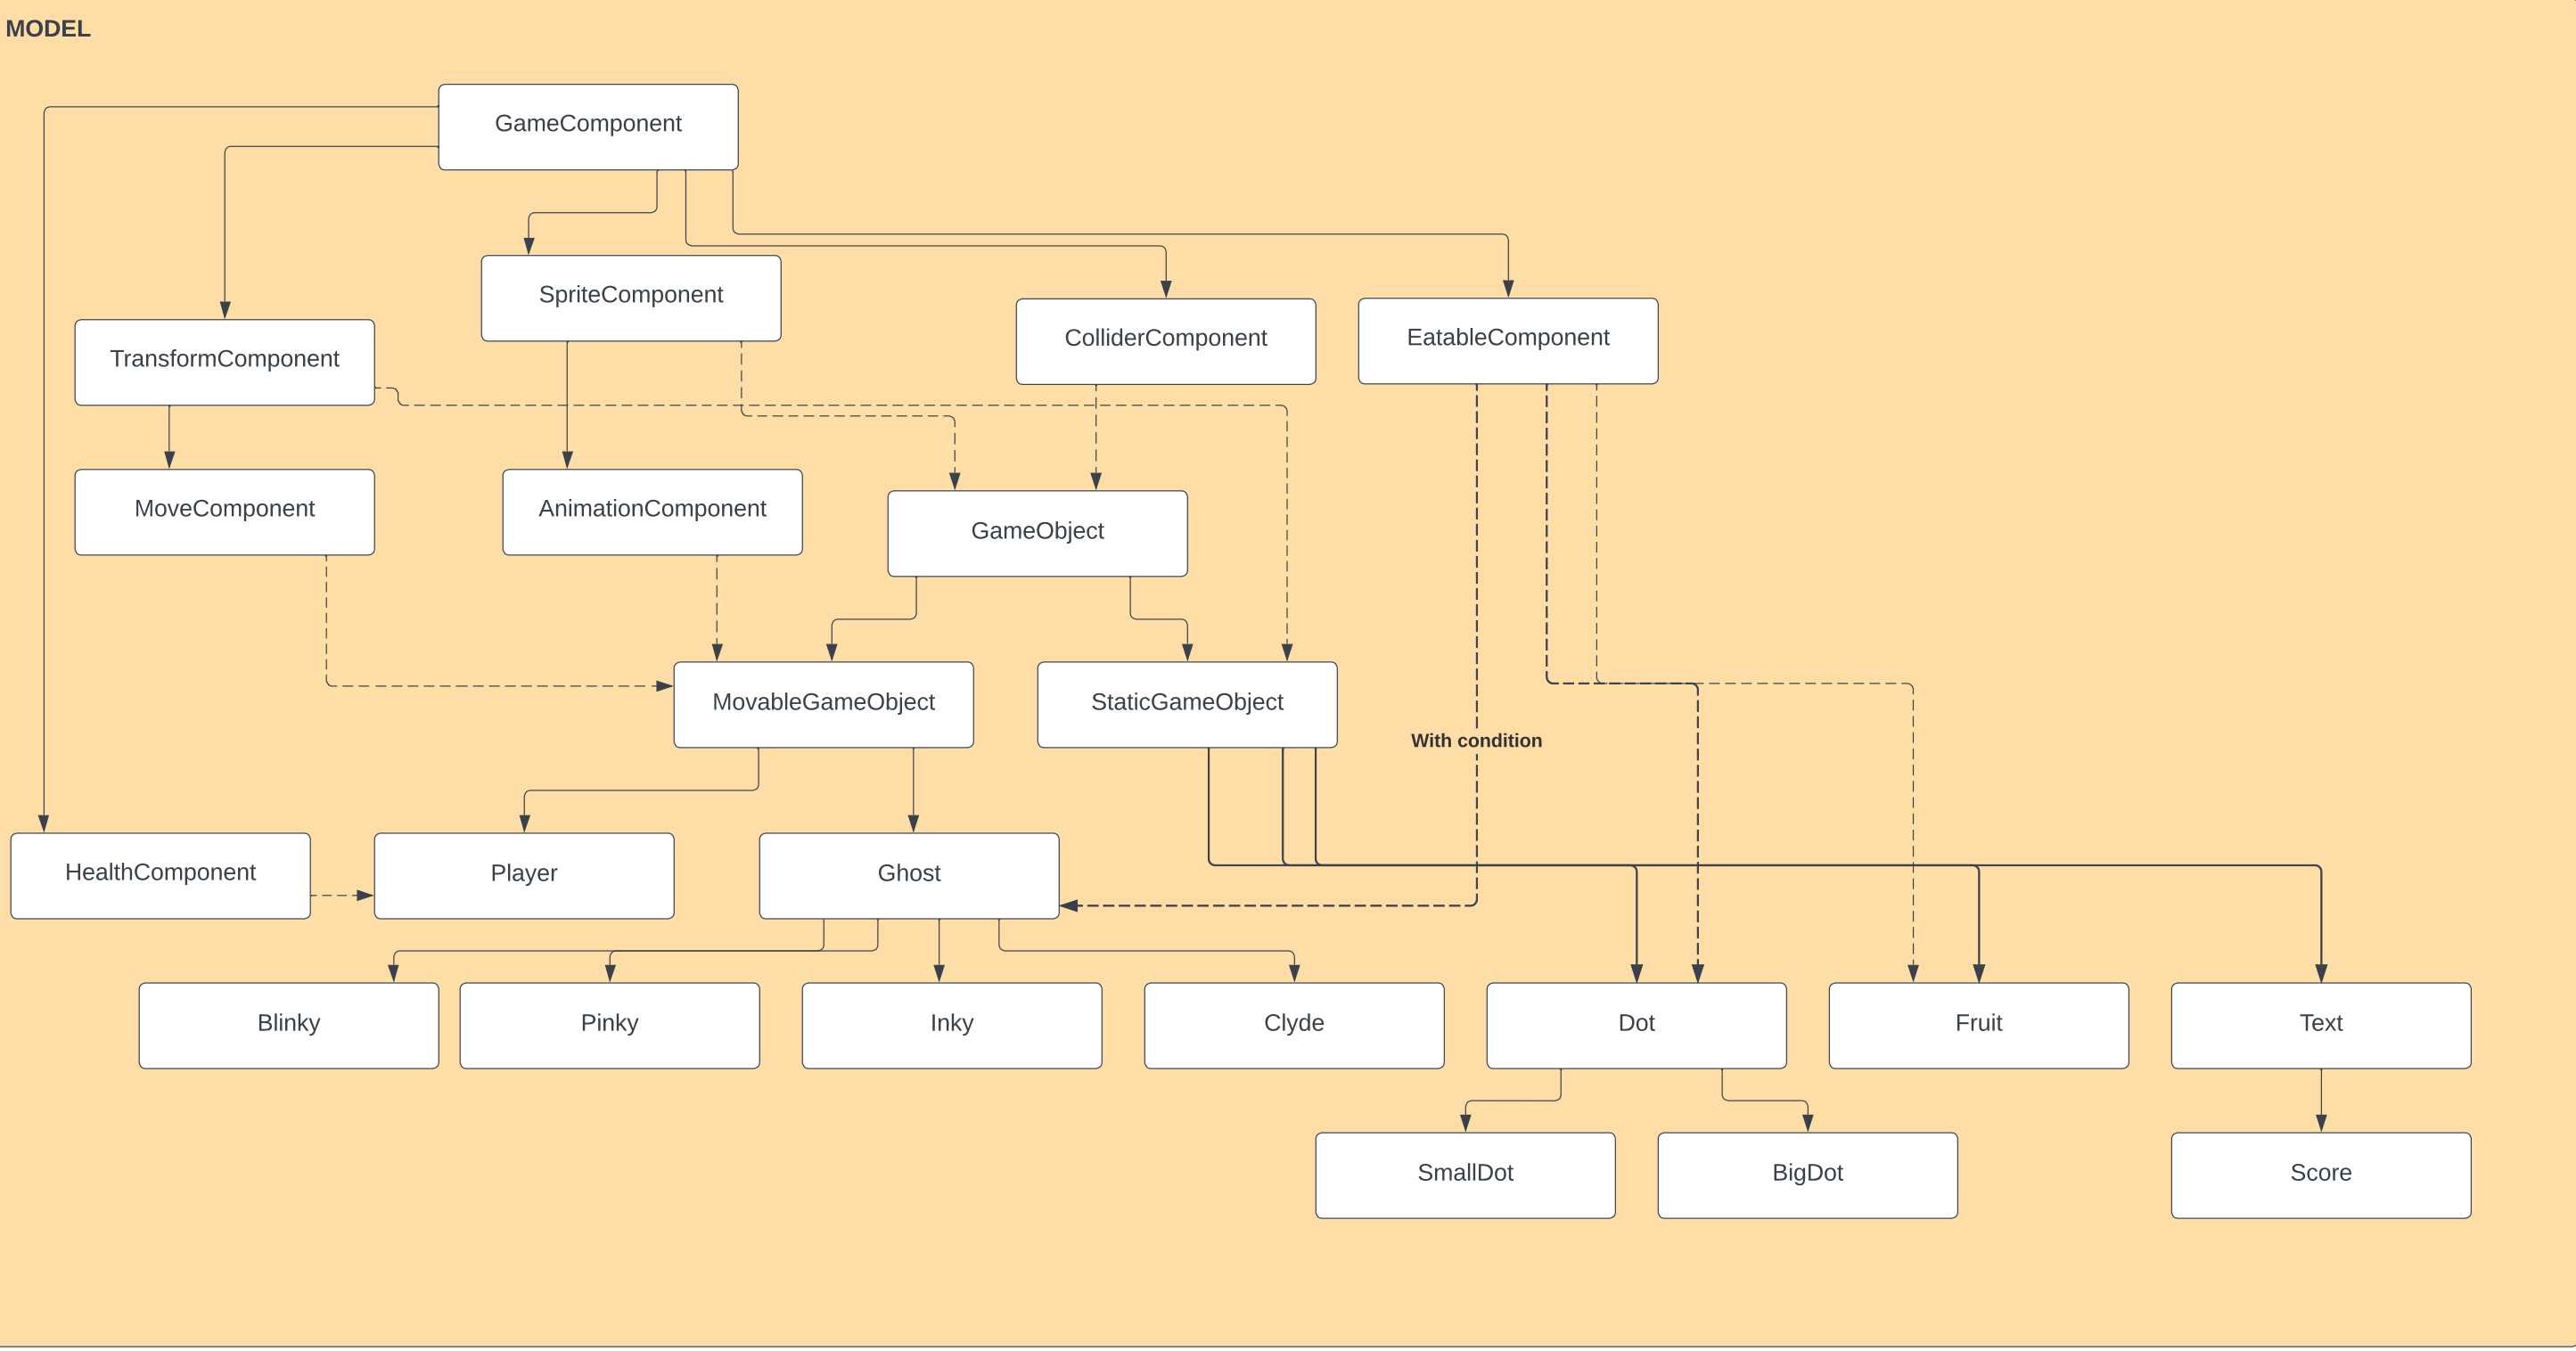 MODEL
GameComponent
SpriteComponent
ColliderComponent
EatableComponent
TransformComponent
MoveComponent
AnimationComponent
GameObject
MovableGameObject
StaticGameObject
With condition
HealthComponent
Player
Ghost
Blinky
Pinky
Inky
Clyde
Dot
Fruit
Text
SmallDot
BigDot
Score